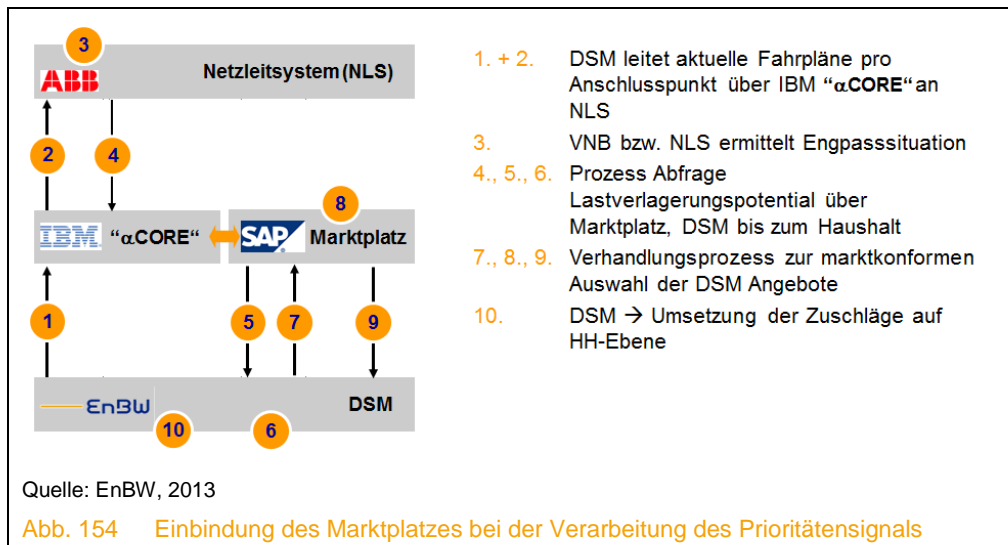 3
ABB
Netzleitsystem (NLS)
2
4
8
IBM
"αCORE"
SAP
Marktplatz
1
5
7
9
EnBW
DSM
10
6
1. + 2. DSM leitet aktuelle Fahrpläne pro
Anschlusspunkt über IBM "αCORE" an
NLS
3. VNB bzw. NLS ermittelt Engpasssituation
4., 5., 6. Prozess Abfrage
Lastverlagerungspotential über
Marktplatz, DSM bis zum Haushalt
7., 8., 9. Verhandlungsprozess zur marktkonformen
Auswahl der DSM Angebote
10. DSM → Umsetzung der Zuschläge auf
HH-Ebene
Quelle: EnBW, 2013
Abb. 154 Einbindung des Marktplatzes bei der Verarbeitung des Prioritätensignals